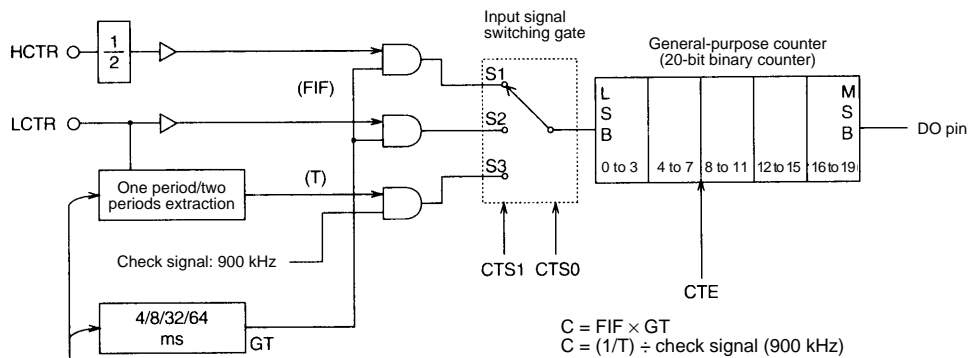 HCTR
1
2
(FIF)
LCTR
One period/two
periods extraction
(T)
Check signal: 900 kHz
4/8/32/64
ms
GT
Input signal
switching gate
S1
S2
S3
CTS1
CTS0
General-purpose counter
(20-bit binary counter)
L
S
B
M
S
B
0 to 3
4 to 7
8 to 11
12 to 15
16 to 19
DO pin
CTE
C = FIF × GT
C = (1/T) ÷ check signal (900 kHz)